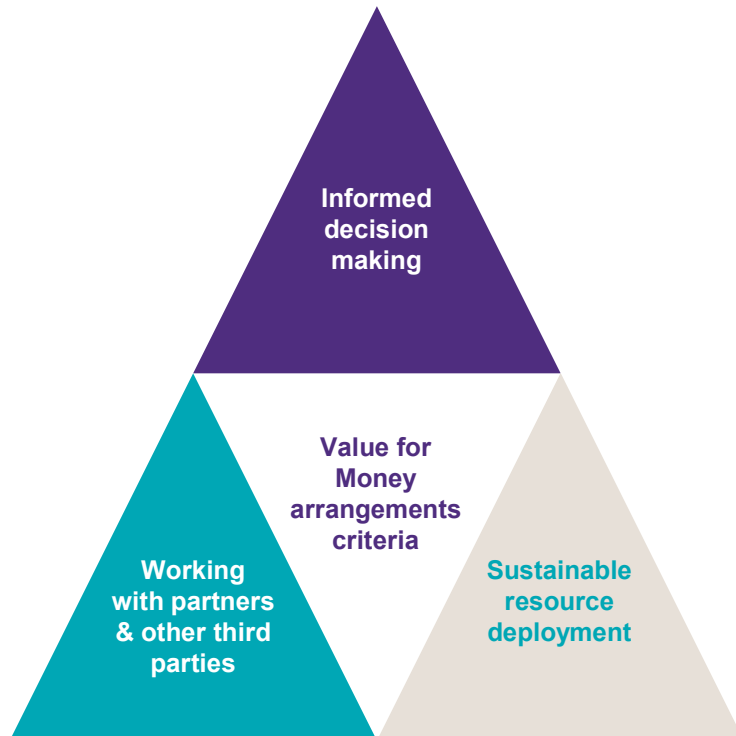 Informed
decision
making
Value for
Money
arrangements
criteria
Working
with partners
& other third
parties
Sustainable
resource
deployment